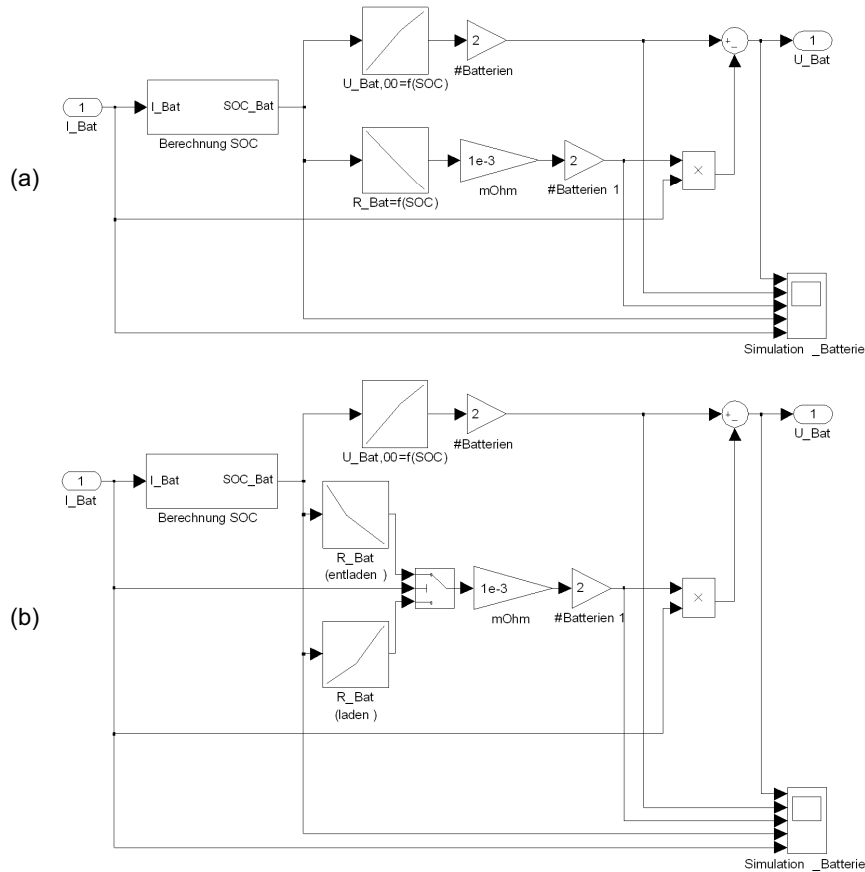 2
U_Bat,00=f(SOC)
#Batterien
+
-
1
U_Bat
1
I_Bat
I_Bat
SOC_Bat
Berechnung SOC
(a)
R_Bat=f(SOC)
1e-3
mOhm
2
#Batterien 1
×
Simulation _Batterie
2
U_Bat,00=f(SOC)
#Batterien
+
-
1
U_Bat
1
I_Bat
I_Bat
SOC_Bat
Berechnung SOC
R_Bat
(entladen )
(b)
1e-3
mOhm
2
#Batterien 1
×
R_Bat
(laden )
Simulation _Batterie